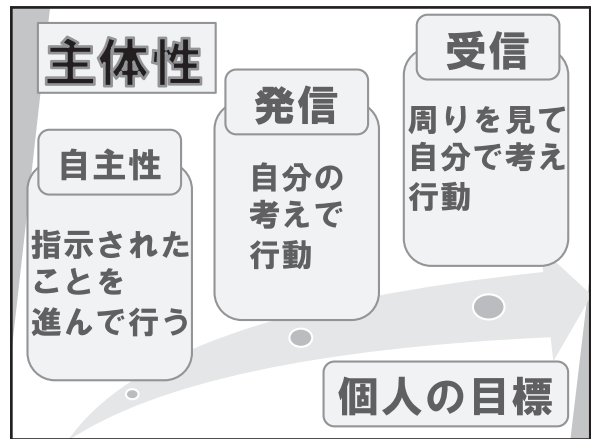 主体性
自主性
指示された
ことを
進んで行う
発信
自分の
考えで
行動
受信
周りを見て
自分で考え
行動
個人の目標